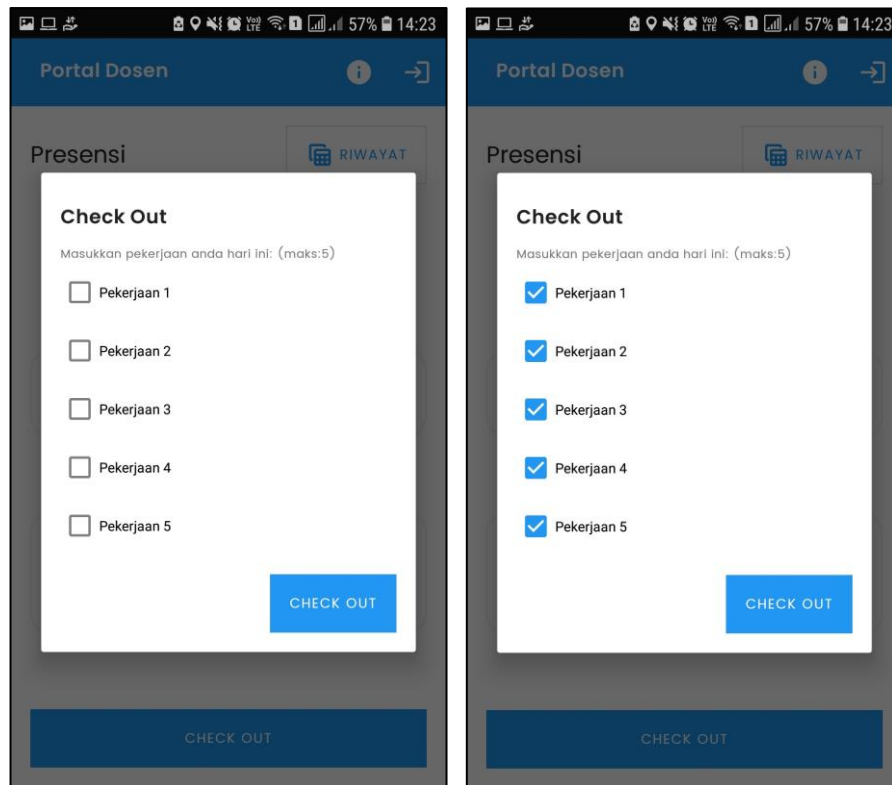 57% 14:23
Portal Dosen
Presensi
RIWAYAT
Check Out
Masukkan pekerjaan anda hari ini: (maks:5)
Pekerjaan 1
Pekerjaan 2
Pekerjaan 3
Pekerjaan 4
Pekerjaan 5
CHECK OUT
CHECK OUT
57% 14:23
Portal Dosen
Presensi
RIWAYAT
Check Out
Masukkan pekerjaan anda hari ini: (maks:5)
Pekerjaan 1
Pekerjaan 2
Pekerjaan 3
Pekerjaan 4
Pekerjaan 5
CHECK OUT
CHECK OUT